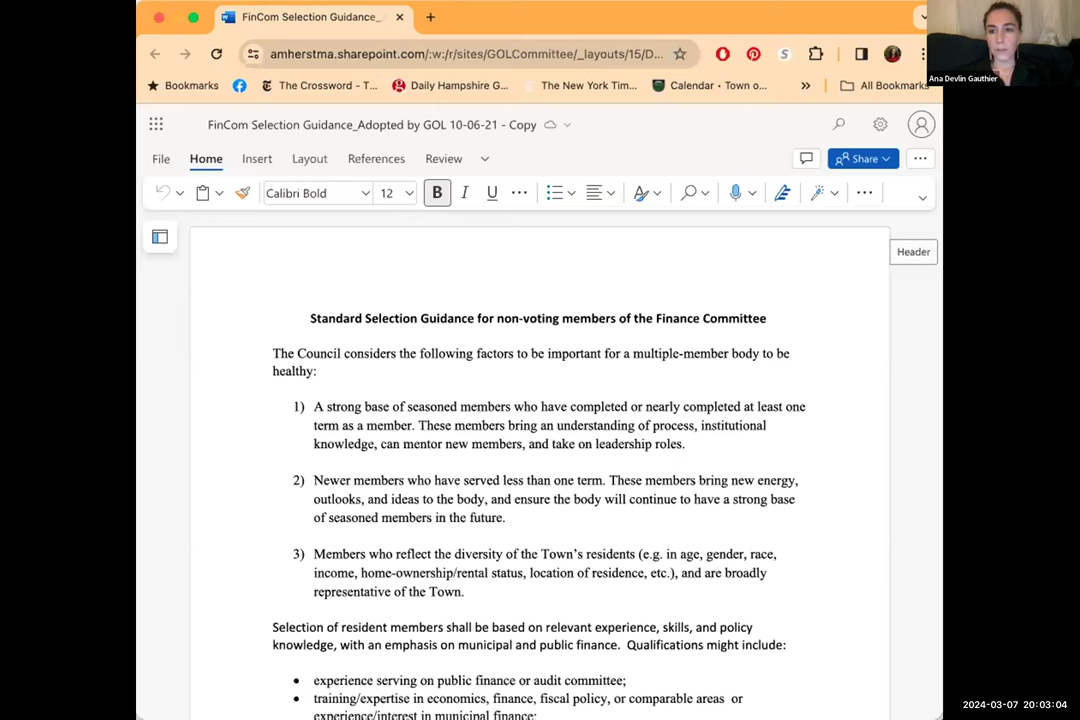 FinCom Selection Guidance_
amherstma.sharepoint.com/:w:/r/sites/GOLCommittee/_layouts/15/D...
Bookmarks
The Crossword - T...
Daily Hampshire G...
The New York Tim...
Calendar • Town o...
»
All Bookmarks
Ana Devlin Gauthier
FinCom Selection Guidance_Adopted by GOL 10-06-21 - Copy
File Home Insert Layout References Review
Share
Calibri Bold 12 B I U
Header
Standard Selection Guidance for non-voting members of the Finance Committee
The Council considers the following factors to be important for a multiple-member body to be
healthy:
1) A strong base of seasoned members who have completed or nearly completed at least one
term as a member. These members bring an understanding of process, institutional
knowledge, can mentor new members, and take on leadership roles.
2) Newer members who have served less than one term. These members bring new energy,
outlooks, and ideas to the body, and ensure the body will continue to have a strong base
of seasoned members in the future.
3) Members who reflect the diversity of the Town's residents (e.g. in age, gender, race,
income, home-ownership/rental status, location of residence, etc.), and are broadly
representative of the Town.
Selection of resident members shall be based on relevant experience, skills, and policy
knowledge, with an emphasis on municipal and public finance. Qualifications might include:
• experience serving on public finance or audit committee;
• training/expertise in economics, finance, fiscal policy, or comparable areas or
experience/interest in municipal finance;
2024-03-07 20:03:04